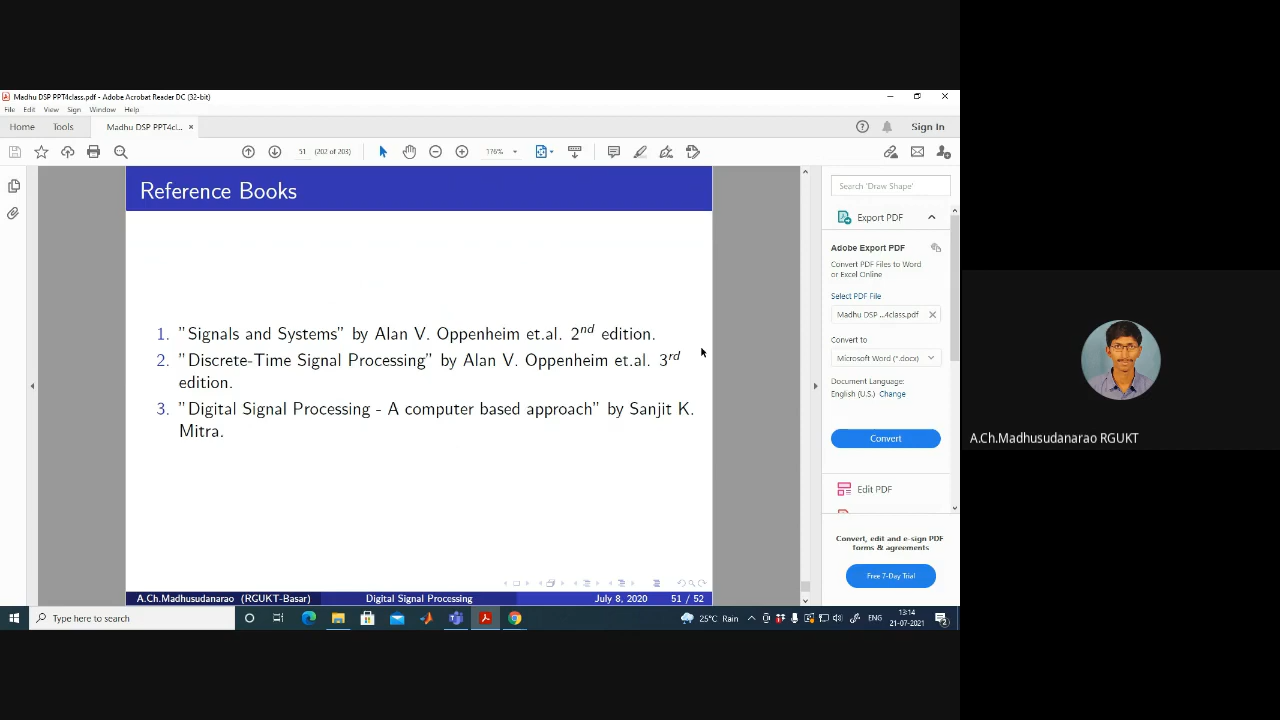 Madhu DSP PPT4class.pdf - Adobe Acrobat Reader DC (32-bit)
File Edit View Sign Window Help
Home Tools Madhu DSP PPT4cl... × Sign In
51 (202 of 203) 176%
Reference Books
1. "Signals and Systems" by Alan V. Oppenheim et.al. 2nd edition.
2. "Discrete-Time Signal Processing" by Alan V. Oppenheim et.al. 3rd
edition.
3. "Digital Signal Processing - A computer based approach" by Sanjit K.
Mitra.
A.Ch.Madhusudanarao (RGUKT-Basar) Digital Signal Processing July 8, 2020 51 / 52
Search 'Draw Shape'
Export PDF
Adobe Export PDF
Convert PDF Files to Word
or Excel Online
Select PDF File
Madhu DSP ...4class.pdf
Convert to
Microsoft Word (*.docx)
Document Language:
English (U.S.) Change
Convert
Edit PDF
Convert, edit and e-sign PDF
forms & agreements
Free 7-Day Trial
Type here to search
25°C Rain ENG 13:14
21-07-2021
2
A.Ch.Madhusudanarao RGUKT